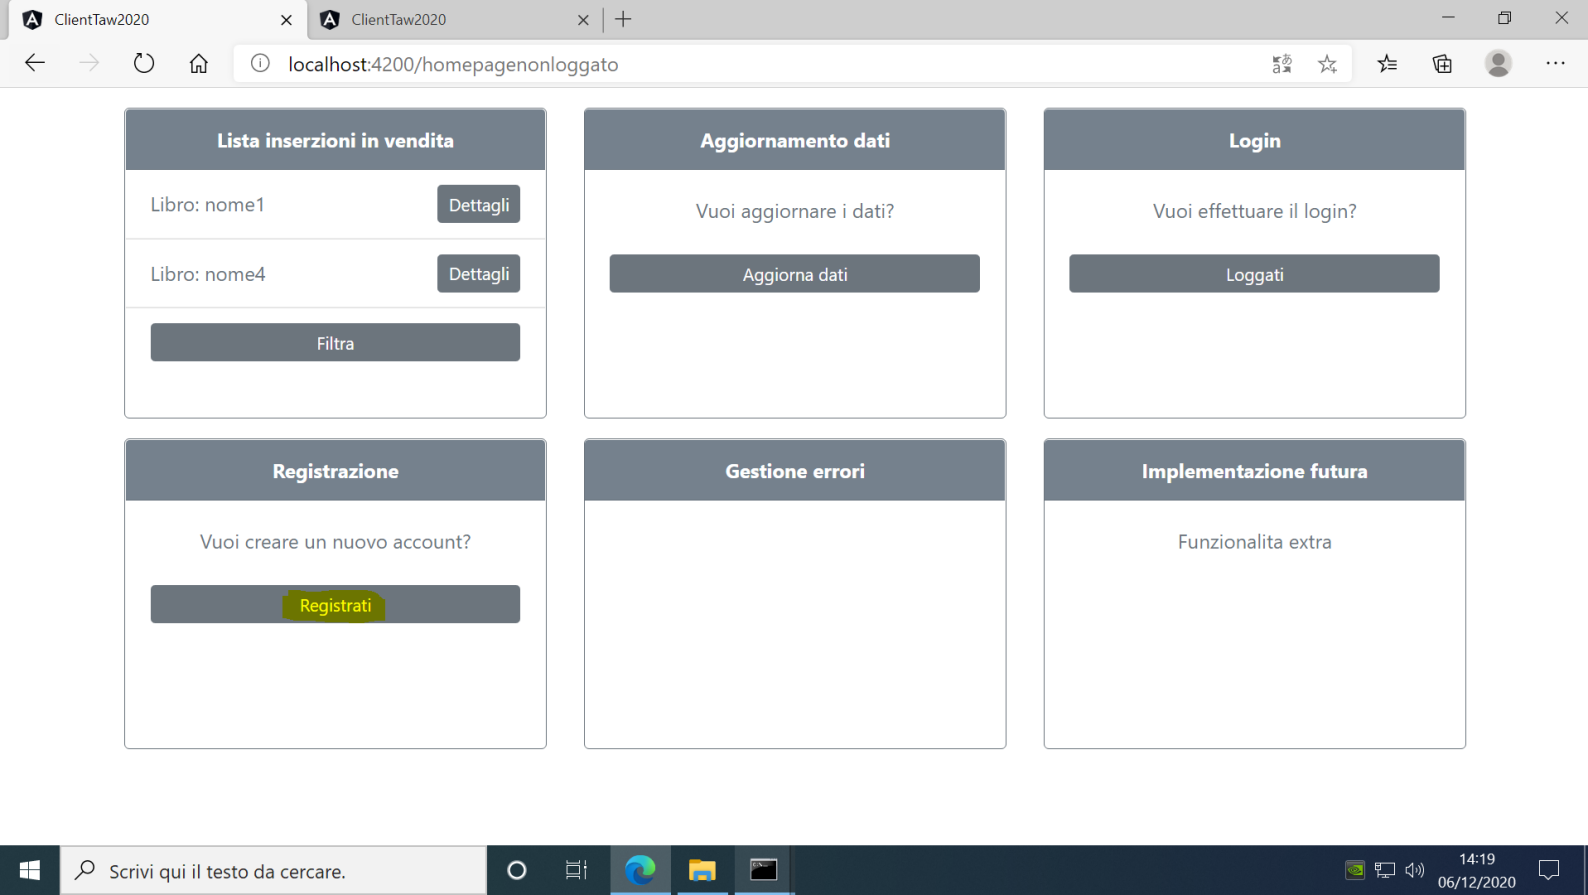 ClientTaw2020
ClientTaw2020
localhost:4200/homepagenonloggato
Lista inserzioni in vendita
Libro: nome1
Dettagli
Libro: nome4
Dettagli
Filtra
Aggiornamento dati
Vuoi aggiornare i dati?
Aggiorna dati
Login
Vuoi effettuare il login?
Loggati
Registrazione
Vuoi creare un nuovo account?
Registrati
Gestione errori
Implementazione futura
Funzionalita extra
Scrivi qui il testo da cercare.
14:19
06/12/2020